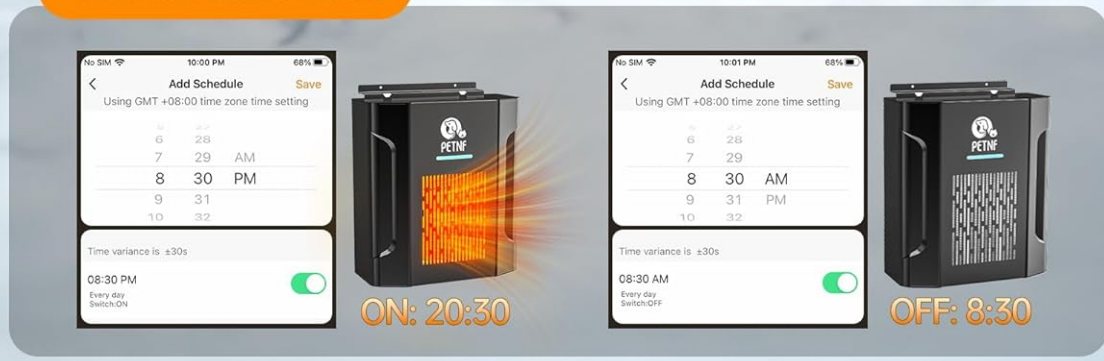 No SIM 10:00 PM 68%
Add Schedule Save
Using GMT +08:00 time zone time setting
6 28
7 29 AM
8 30 PM
9 31
10 32
Time variance is ±30s
08:30 PM
Every day
Switch:ON
PETNF
ON: 20:30
No SIM 10:01 PM 68%
Add Schedule Save
Using GMT +08:00 time zone time setting
6 28
7 29
8 30 AM
9 31 PM
10 32
Time variance is ±30s
08:30 AM
Every day
Switch:OFF
PETNF
OFF: 8:30